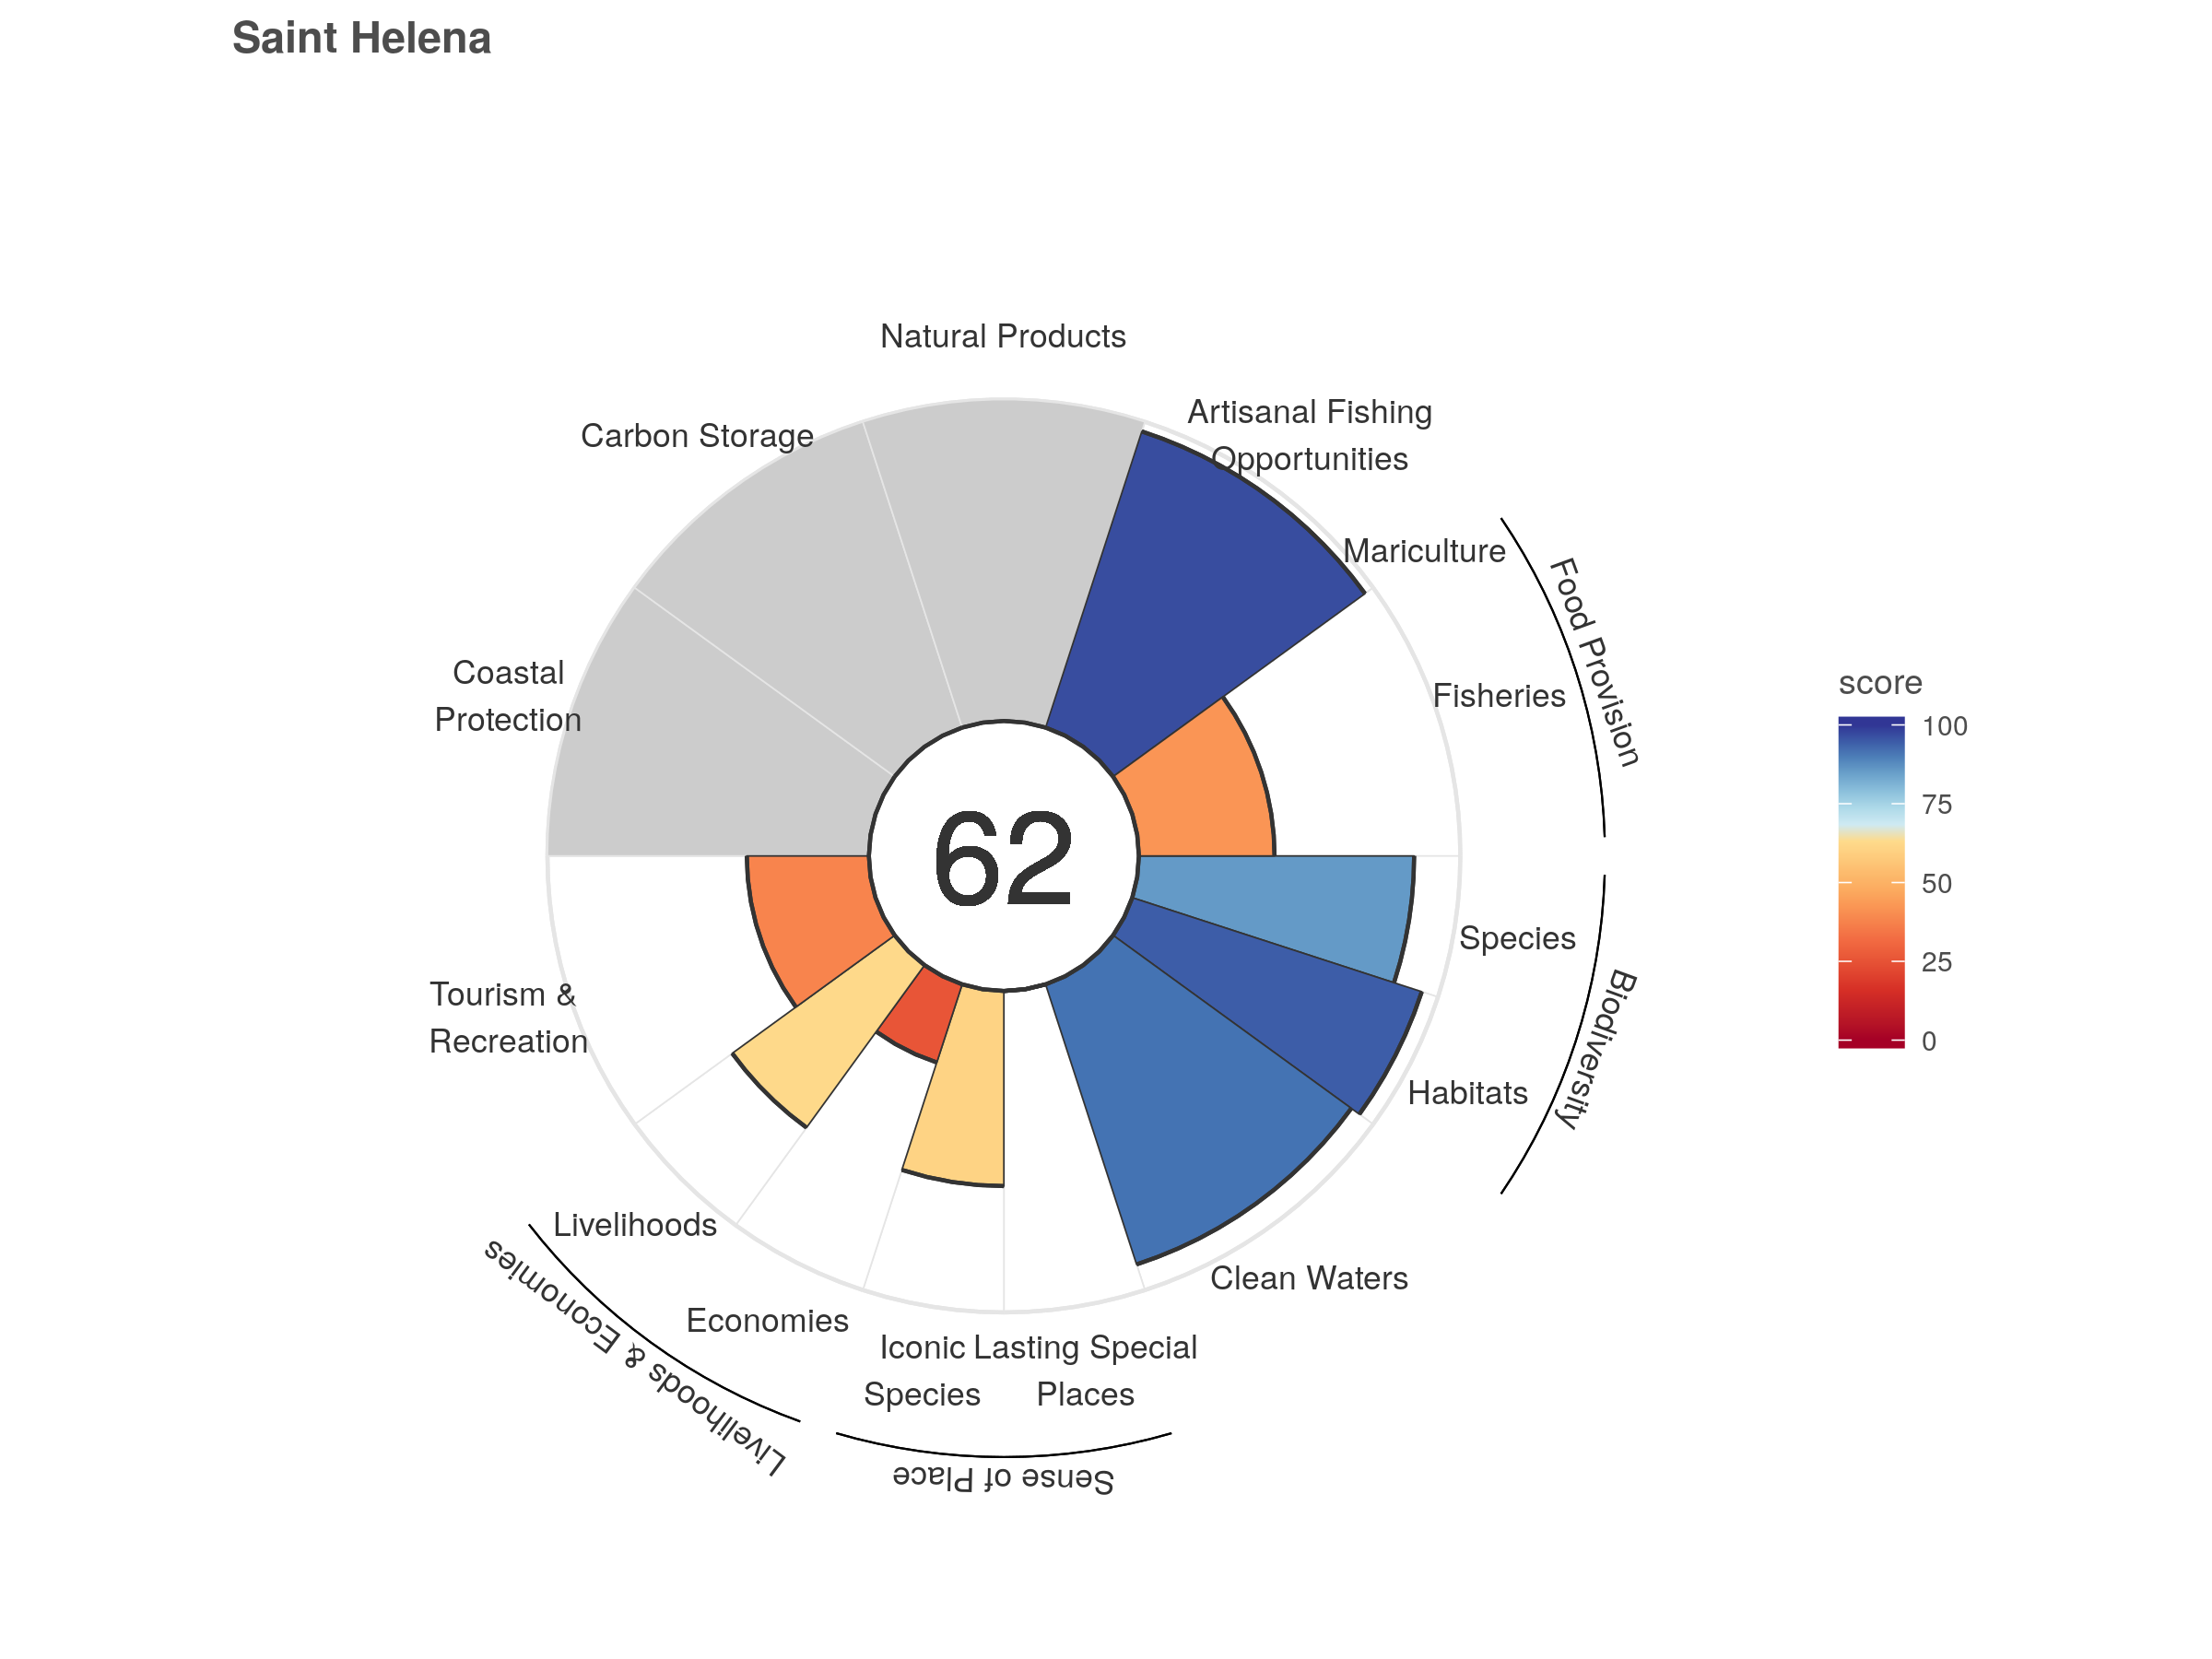 Saint Helena
Natural Products
Artisanal Fishing
Opportunities
Carbon Storage
Mariculture
Food Provision
Coastal
Protection
Fisheries
score
100
75
50
25
0
62
Species
Biodiversity
Tourism &
Recreation
Habitats
Livelihoods
Clean Waters
Livelihoods & Economies
Economies
Iconic
Species
Lasting Special
Places
Sense of Place